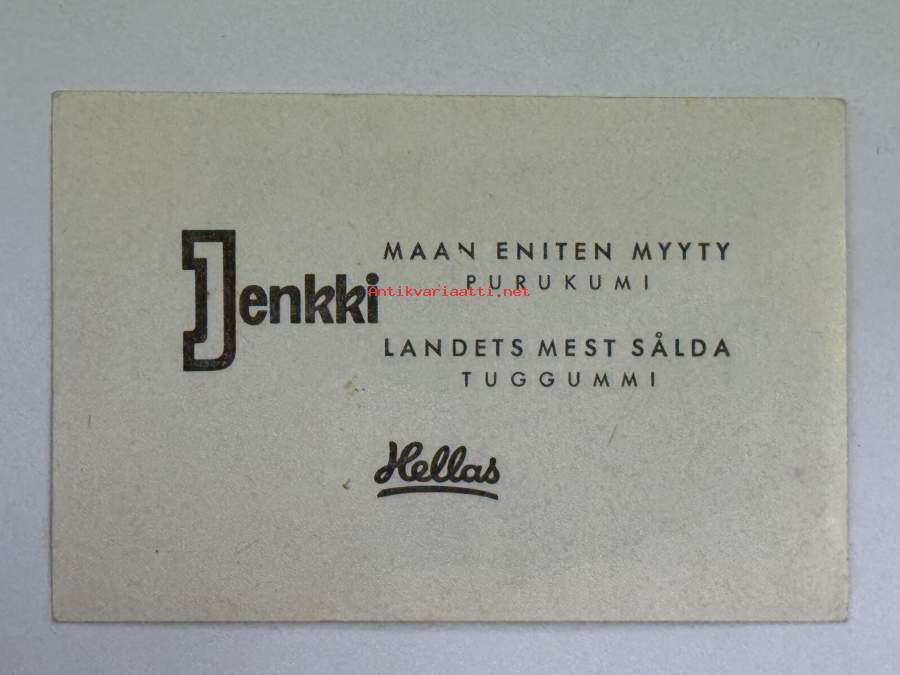 Jenkki
MAAN ENITEN MYYTY
PURUKUMI
Antikvariaatti.net
LANDETS MEST SÅLDA
TUGGUMMI
Hellas